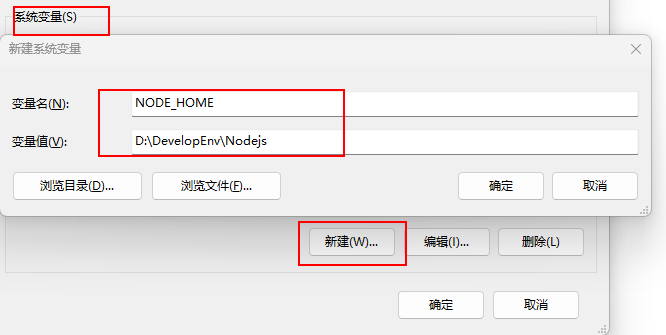 系统变量(S)
新建系统变量
变量名(N):
NODE_HOME
变量值(V):
D:\DevelopEnv\Nodejs
浏览目录(D)...
浏览文件(F)...
确定
取消
新建(W)...
编辑(I)...
删除(L)
确定
取消